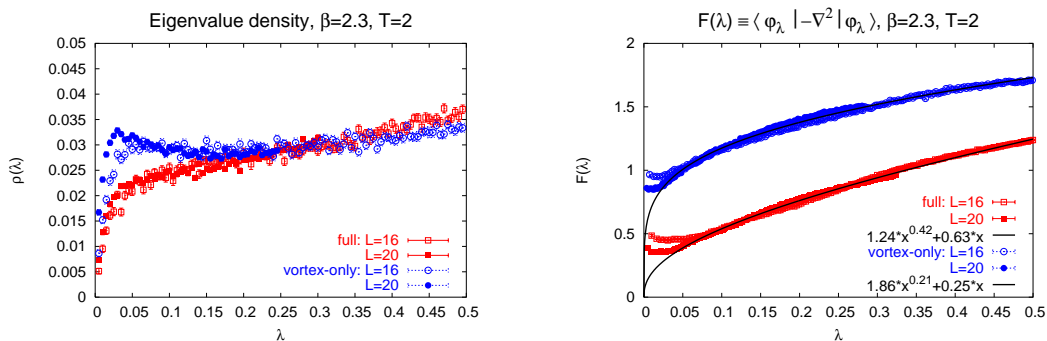 Eigenvalue density, β=2.3, T=2
0.05
0.045
0.04
0.035
0.03
0.025
0.02
0.015
0.01
0.005
0
ρ(λ)
full: L=16
L=20
vortex-only: L=16
L=20
0 0.05 0.1 0.15 0.2 0.25 0.3 0.35 0.4 0.45 0.5
λ
F(λ) ≡ ⟨ φλ |−∇² | φλ ⟩, β=2.3, T=2
2
1.5
1
0.5
0
F(λ)
full: L=16
L=20
1.24*x^0.42+0.63*x
vortex-only: L=16
L=20
1.86*x^0.21+0.25*x
0 0.05 0.1 0.15 0.2 0.25 0.3 0.35 0.4 0.45 0.5
λ